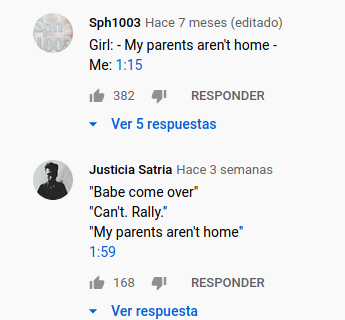 Sph1003 Hace 7 meses (editado)
Girl: - My parents aren't home -
Me: 1:15
382 RESPONDER
Ver 5 respuestas
Justicia Satria Hace 3 semanas
"Babe come over"
"Can't. Rally."
"My parents aren't home"
1:59
168 RESPONDER
Ver respuesta